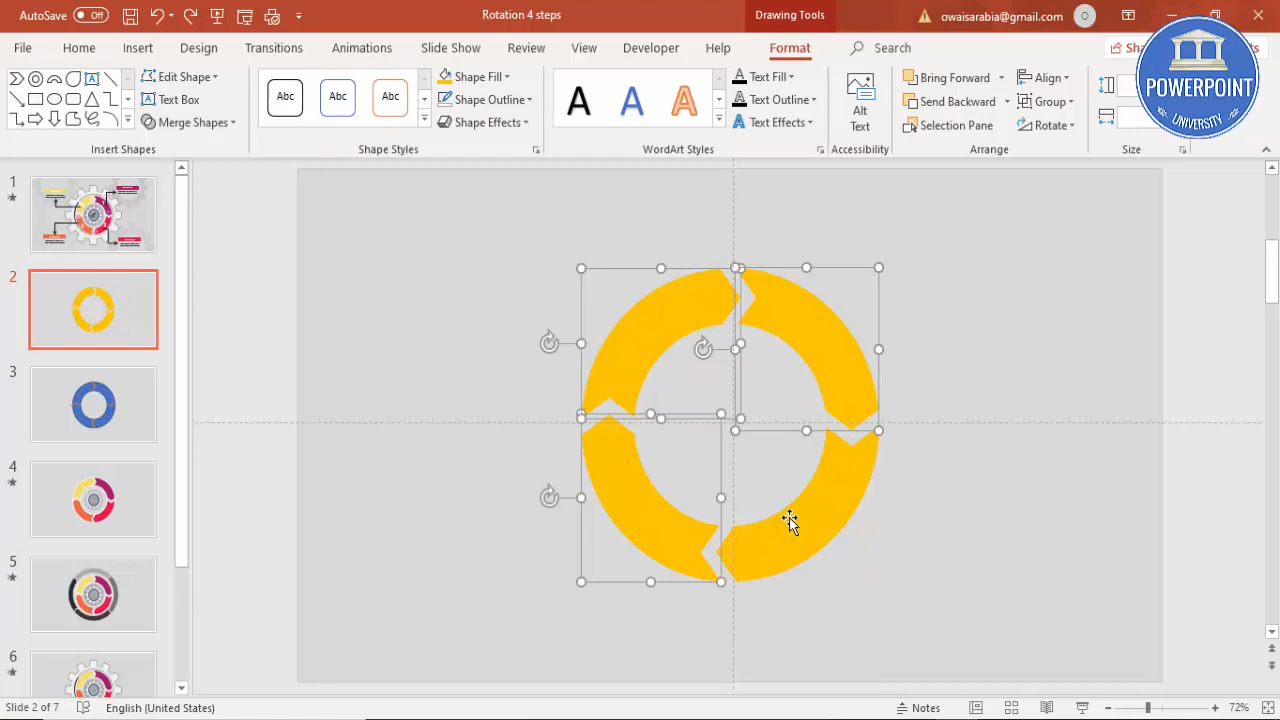 AutoSave Off Rotation 4 steps Drawing Tools owaisarabia@gmail.com O
File Home Insert Design Transitions Animations Slide Show Review View Developer Help Format Search
Edit Shape Abc Abc Abc Shape Fill A A A Text Fill Bring Forward Align
Text Box Shape Outline Text Outline Alt Text Send Backward Group
Merge Shapes Shape Effects Text Effects Selection Pane Rotate
Insert Shapes Shape Styles WordArt Styles Accessibility Arrange Size
POWERPOINT
UNIVERSITY
1
2
3
4
5
6
Slide 2 of 7 English (United States) Notes 72%